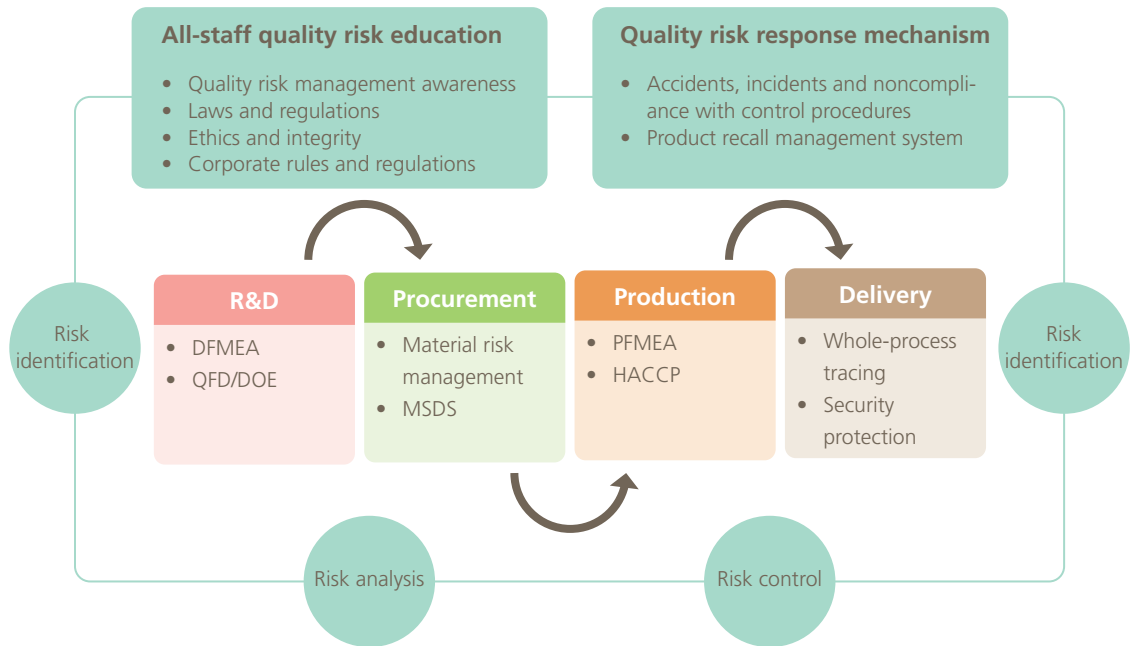 All-staff quality risk education
• Quality risk management awareness
• Laws and regulations
• Ethics and integrity
• Corporate rules and regulations
Quality risk response mechanism
• Accidents, incidents and noncompli-
ance with control procedures
• Product recall management system
Risk
identification
R&D
• DFMEA
• QFD/DOE
Procurement
• Material risk
management
• MSDS
Production
• PFMEA
• HACCP
Delivery
• Whole-process
tracing
• Security
protection
Risk
identification
Risk analysis
Risk control